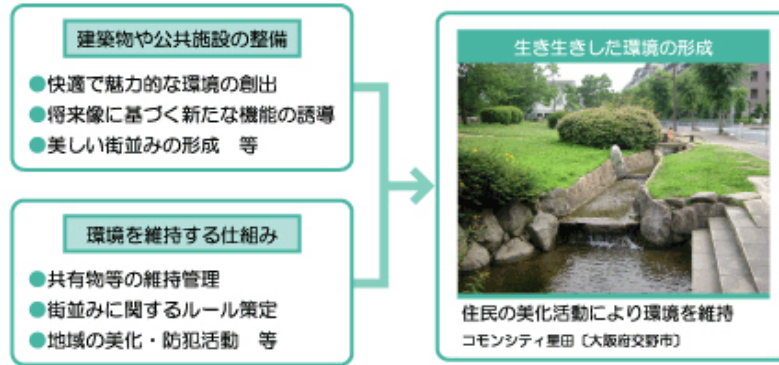 建築物や公共施設の整備
●快適で魅力的な環境の創出
●将来像に基づく新たな機能の誘導
●美しい街並みの形成　等
環境を維持する仕組み
●共有物等の維持管理
●街並みに関するルール策定
●地域の美化・防犯活動　等
生き生きした環境の形成
住民の美化活動により環境を維持
コモンシティ星田〔大阪府交野市〕